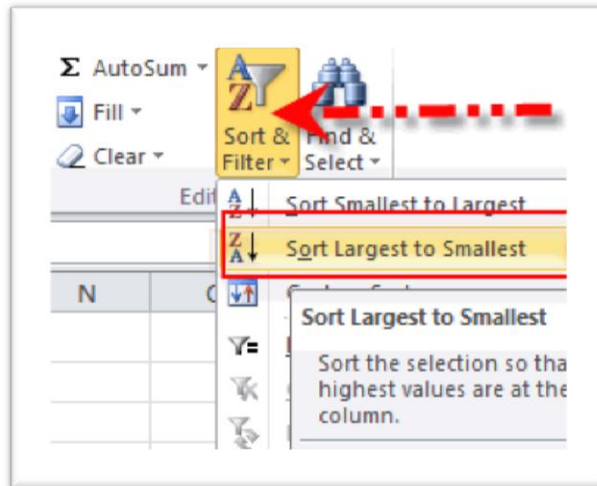 Σ AutoSum
Fill
Clear
Sort &
Filter
Find &
Select
Edit
Sort Smallest to Largest
Sort Largest to Smallest
N
Sort Largest to Smallest
Sort the selection so tha
highest values are at the
column.